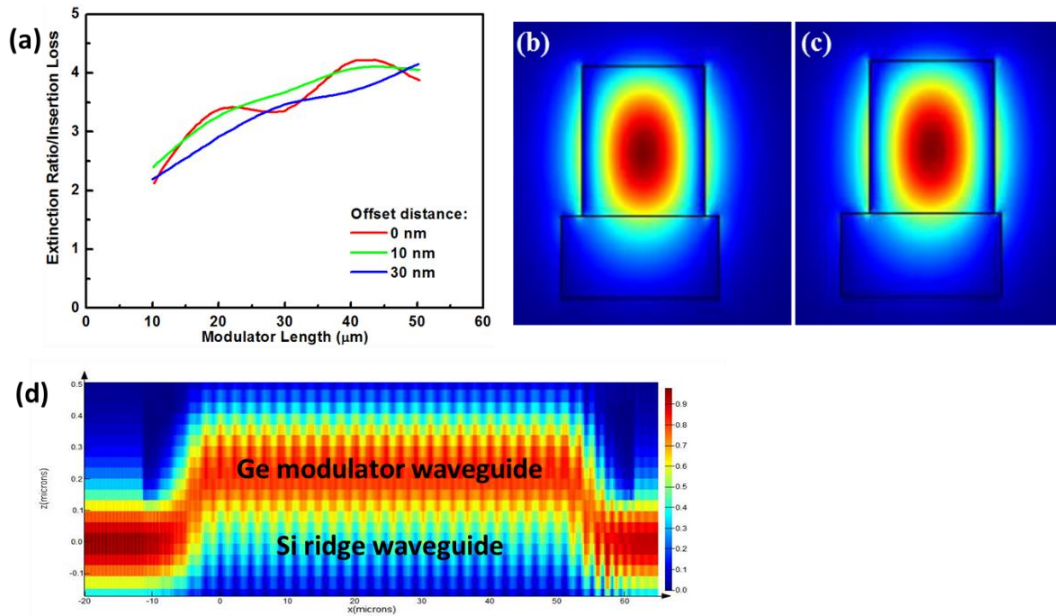 (a)
Extinction Ratio/Insertion Loss
5
4
3
2
1
0
Offset distance:
0 nm
10 nm
30 nm
0 10 20 30 40 50 60
Modulator Length (μm)
(b)
(c)
(d)
z(microns)
0.5
0.4
0.3
0.2
0.1
0.0
-0.1
Ge modulator waveguide
Si ridge waveguide
-20 -10 0 10 20 30 40 50 60
x(microns)
0.9
0.8
0.7
0.6
0.5
0.4
0.3
0.2
0.1
0.0